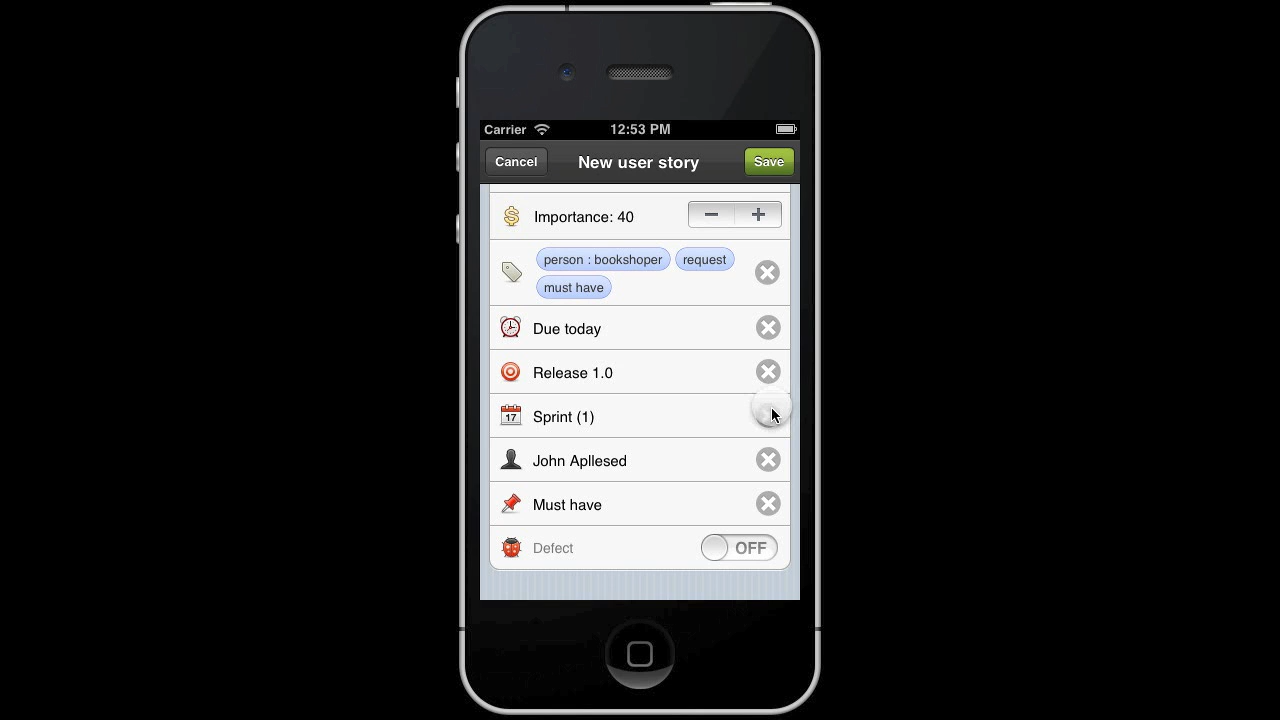 Carrier 12:53 PM
Cancel New user story Save
Importance: 40
person : bookshoper request
must have
Due today
Release 1.0
17 Sprint (1)
John Apllesed
Must have
Defect OFF